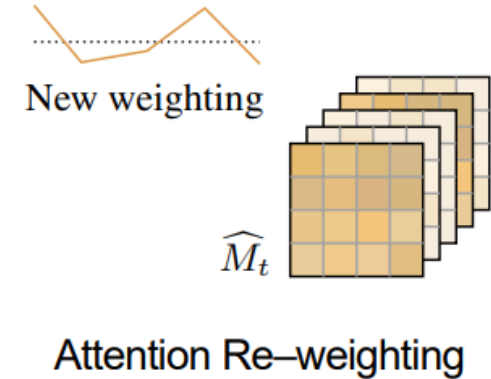 New weighting
$\widehat{M}_t$
Attention Re–weighting